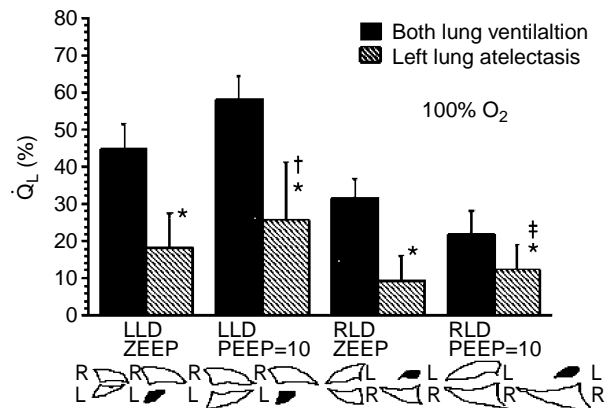 80
70
60
50
40
30
20
10
0
Q̇L (%)
Both lung ventilaltion
Left lung atelectasis
100% O2
*
†
*
*
‡
*
LLD LLD RLD RLD
ZEEP PEEP=10 ZEEP PEEP=10
R R R R L L L L
L L L L R R R R